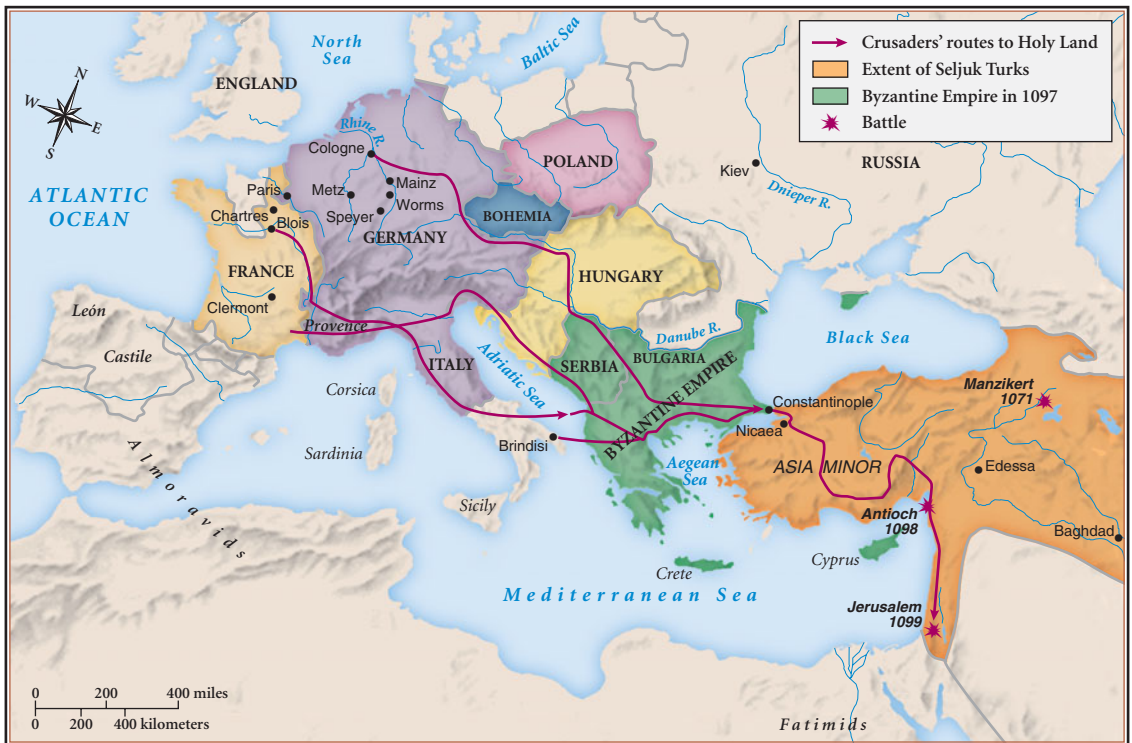 North
Sea
Baltic Sea
Crusaders' routes to Holy Land
Extent of Seljuk Turks
Byzantine Empire in 1097
Battle
N
W
E
S
ENGLAND
Rhine R.
Cologne
POLAND
RUSSIA
Kiev
Dnieper R.
ATLANTIC
OCEAN
Paris
Metz
Mainz
Worms
Speyer
Chartres
Blois
BOHEMIA
GERMANY
FRANCE
HUNGARY
Clermont
León
Provence
Danube R.
Black Sea
Castile
ITALY
Adriatic Sea
SERBIA
BULGARIA
BYZANTINE EMPIRE
Corsica
Manzikert
1071
Constantinople
Nicaea
Brindisi
Sardinia
Almoravids
Aegean
Sea
ASIA MINOR
Edessa
Sicily
Antioch
1098
Baghdad
Cyprus
Crete
Mediterranean Sea
Jerusalem
1099
0 200 400 miles
0 200 400 kilometers
Fatimids